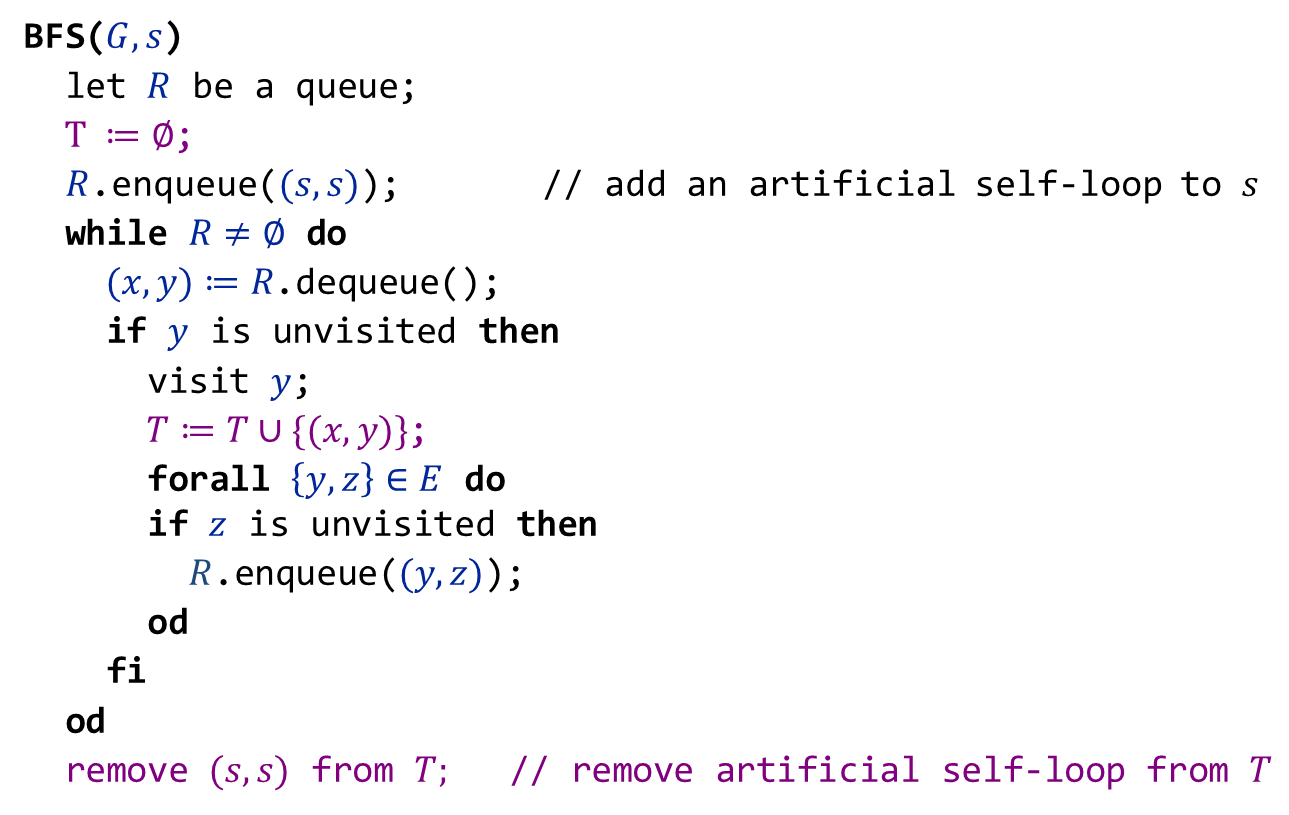 BFS(G,s)
let R be a queue;
T ≔ ∅;
R.enqueue((s,s)); // add an artificial self-loop to s
while R ≠ ∅ do
(x,y) ≔ R.dequeue();
if y is unvisited then
visit y;
T ≔ T ∪ {(x,y)};
forall {y,z} ∈ E do
if z is unvisited then
R.enqueue((y,z));
od
fi
od
remove (s,s) from T; // remove artificial self-loop from T